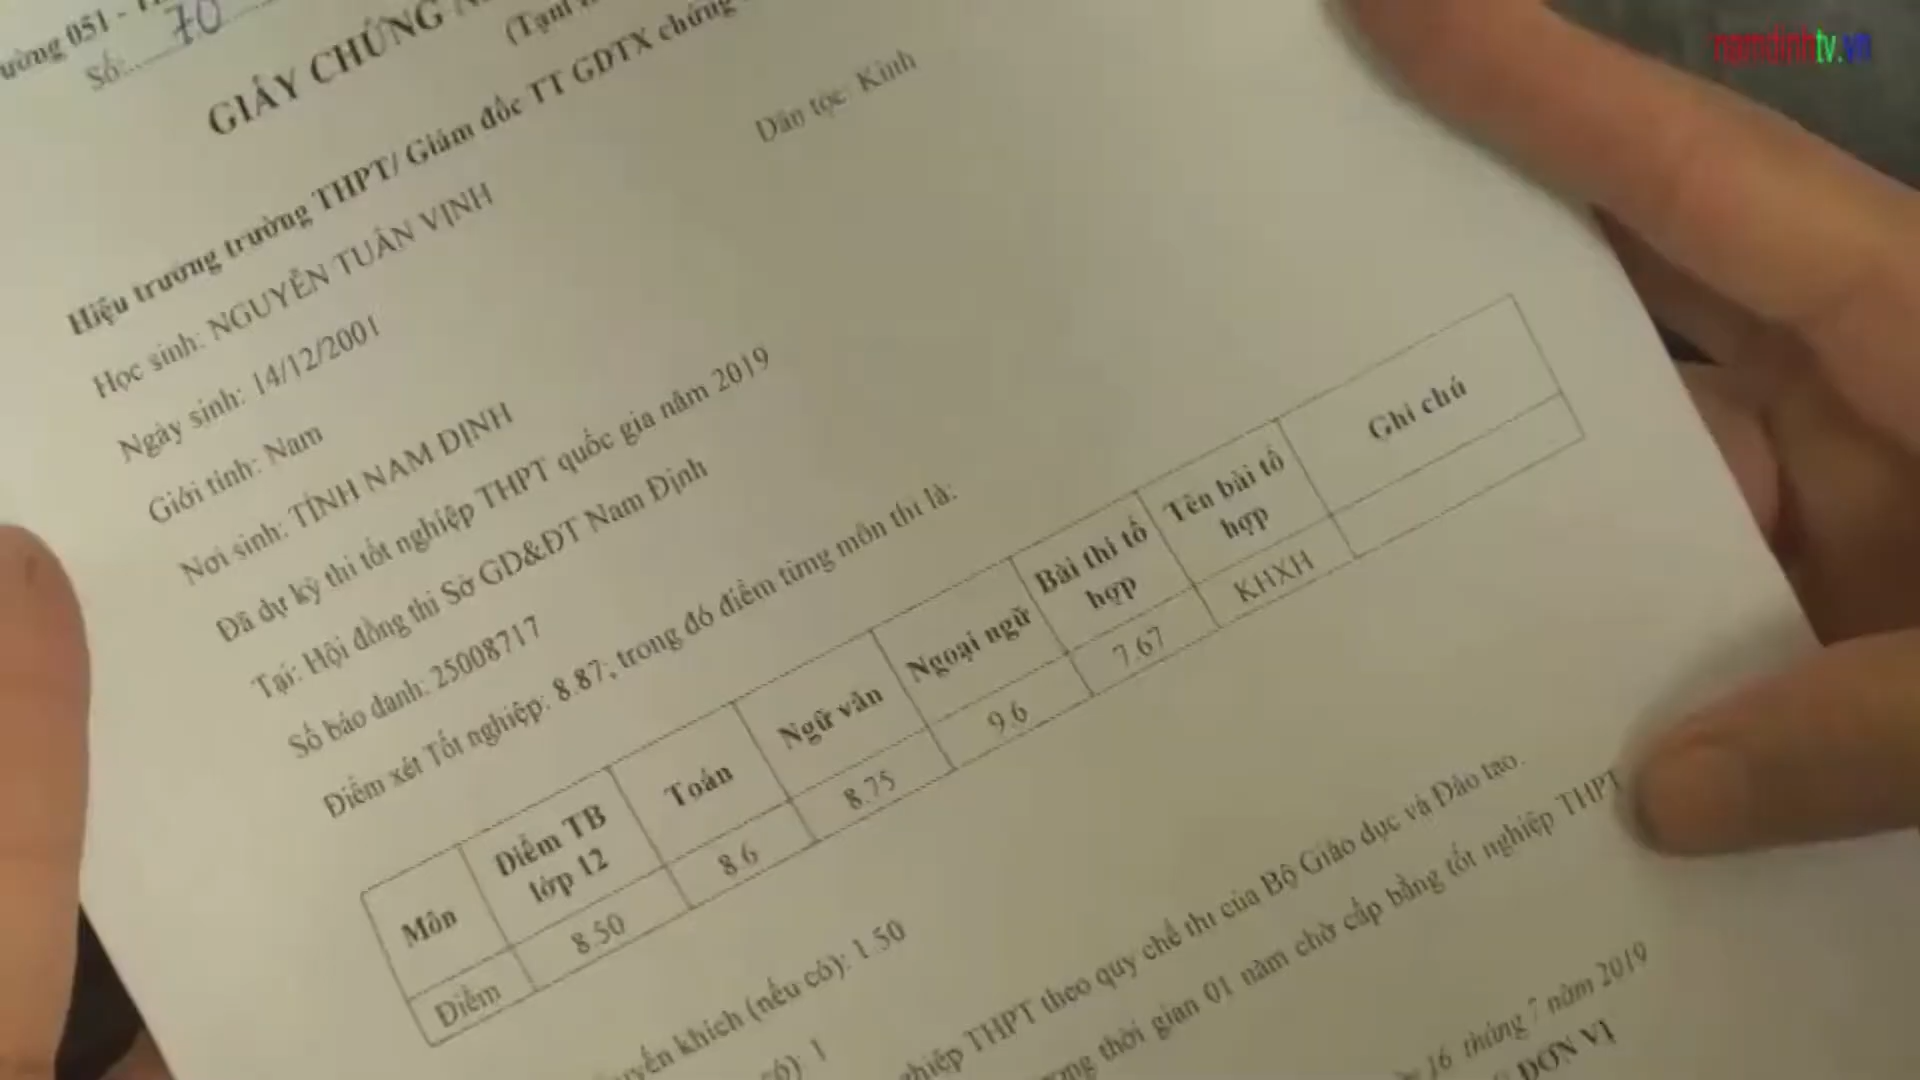 ường 051 -
Số: 70
GIẤY CHỨNG
(Tạm
Hiệu trưởng trường THPT/ Giám đốc TT GDTX chứng
Học sinh: NGUYỄN TUẤN VỊNH
Dân tộc: Kinh
Ngày sinh: 14/12/2001
Giới tính: Nam
Nơi sinh: TỈNH NAM ĐỊNH
Đã dự kỳ thi tốt nghiệp THPT quốc gia năm 2019
Tại: Hội đồng thi Sở GD&ĐT Nam Định
Số báo danh: 25008717
Điểm xét Tốt nghiệp: 8.87; trong đó điểm từng môn thi là:
Môn Điểm TB lớp 12 Toán Ngữ văn Ngoại ngữ Bài thi tổ hợp Tên bài tổ hợp Ghi chú
Điểm 8.50 8.6 8.75 9.6 7.67 KHXH
khích (nếu có): 1.50
có): 1
nghiệp THPT theo quy chế thi của Bộ Giáo dục và Đào tạo.
thời gian 01 năm chờ cấp bằng tốt nghiệp THPT
16 tháng 7 năm 2019
ĐƠN VỊ
namdinhtv.vn